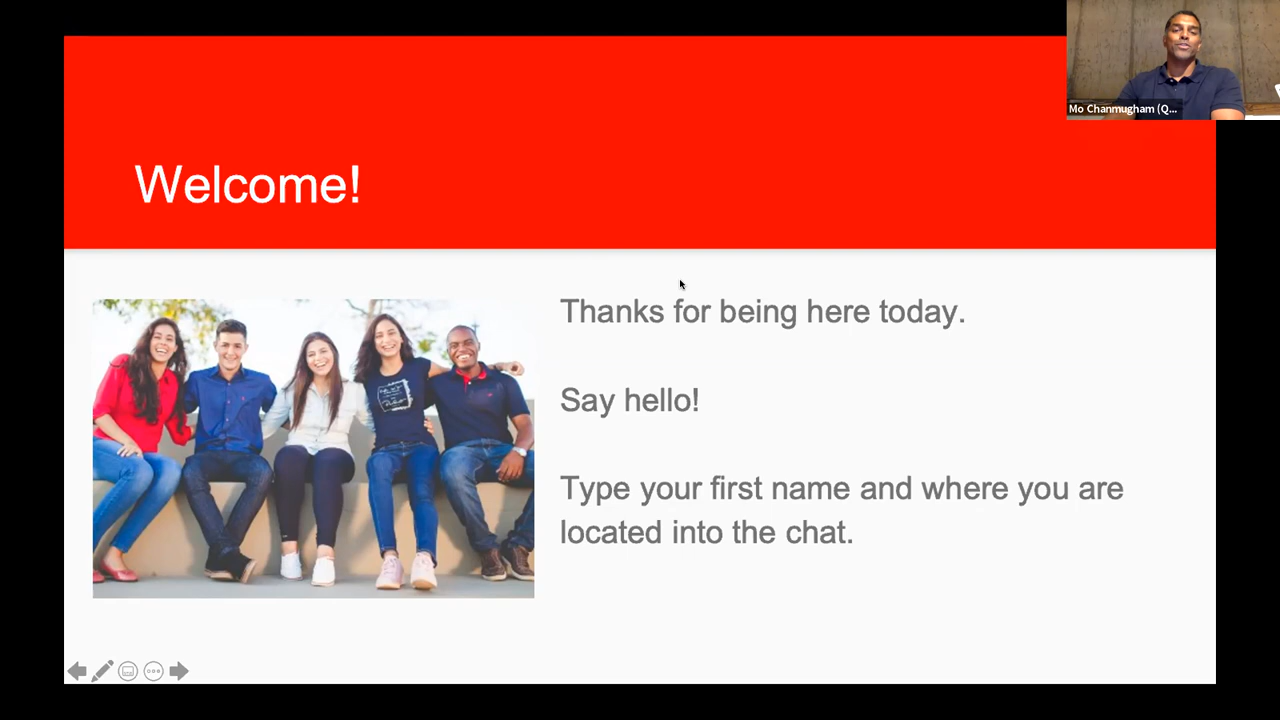 Mo Chanmugham (Q...
Welcome!
Thanks for being here today.
Say hello!
Type your first name and where you are
located into the chat.